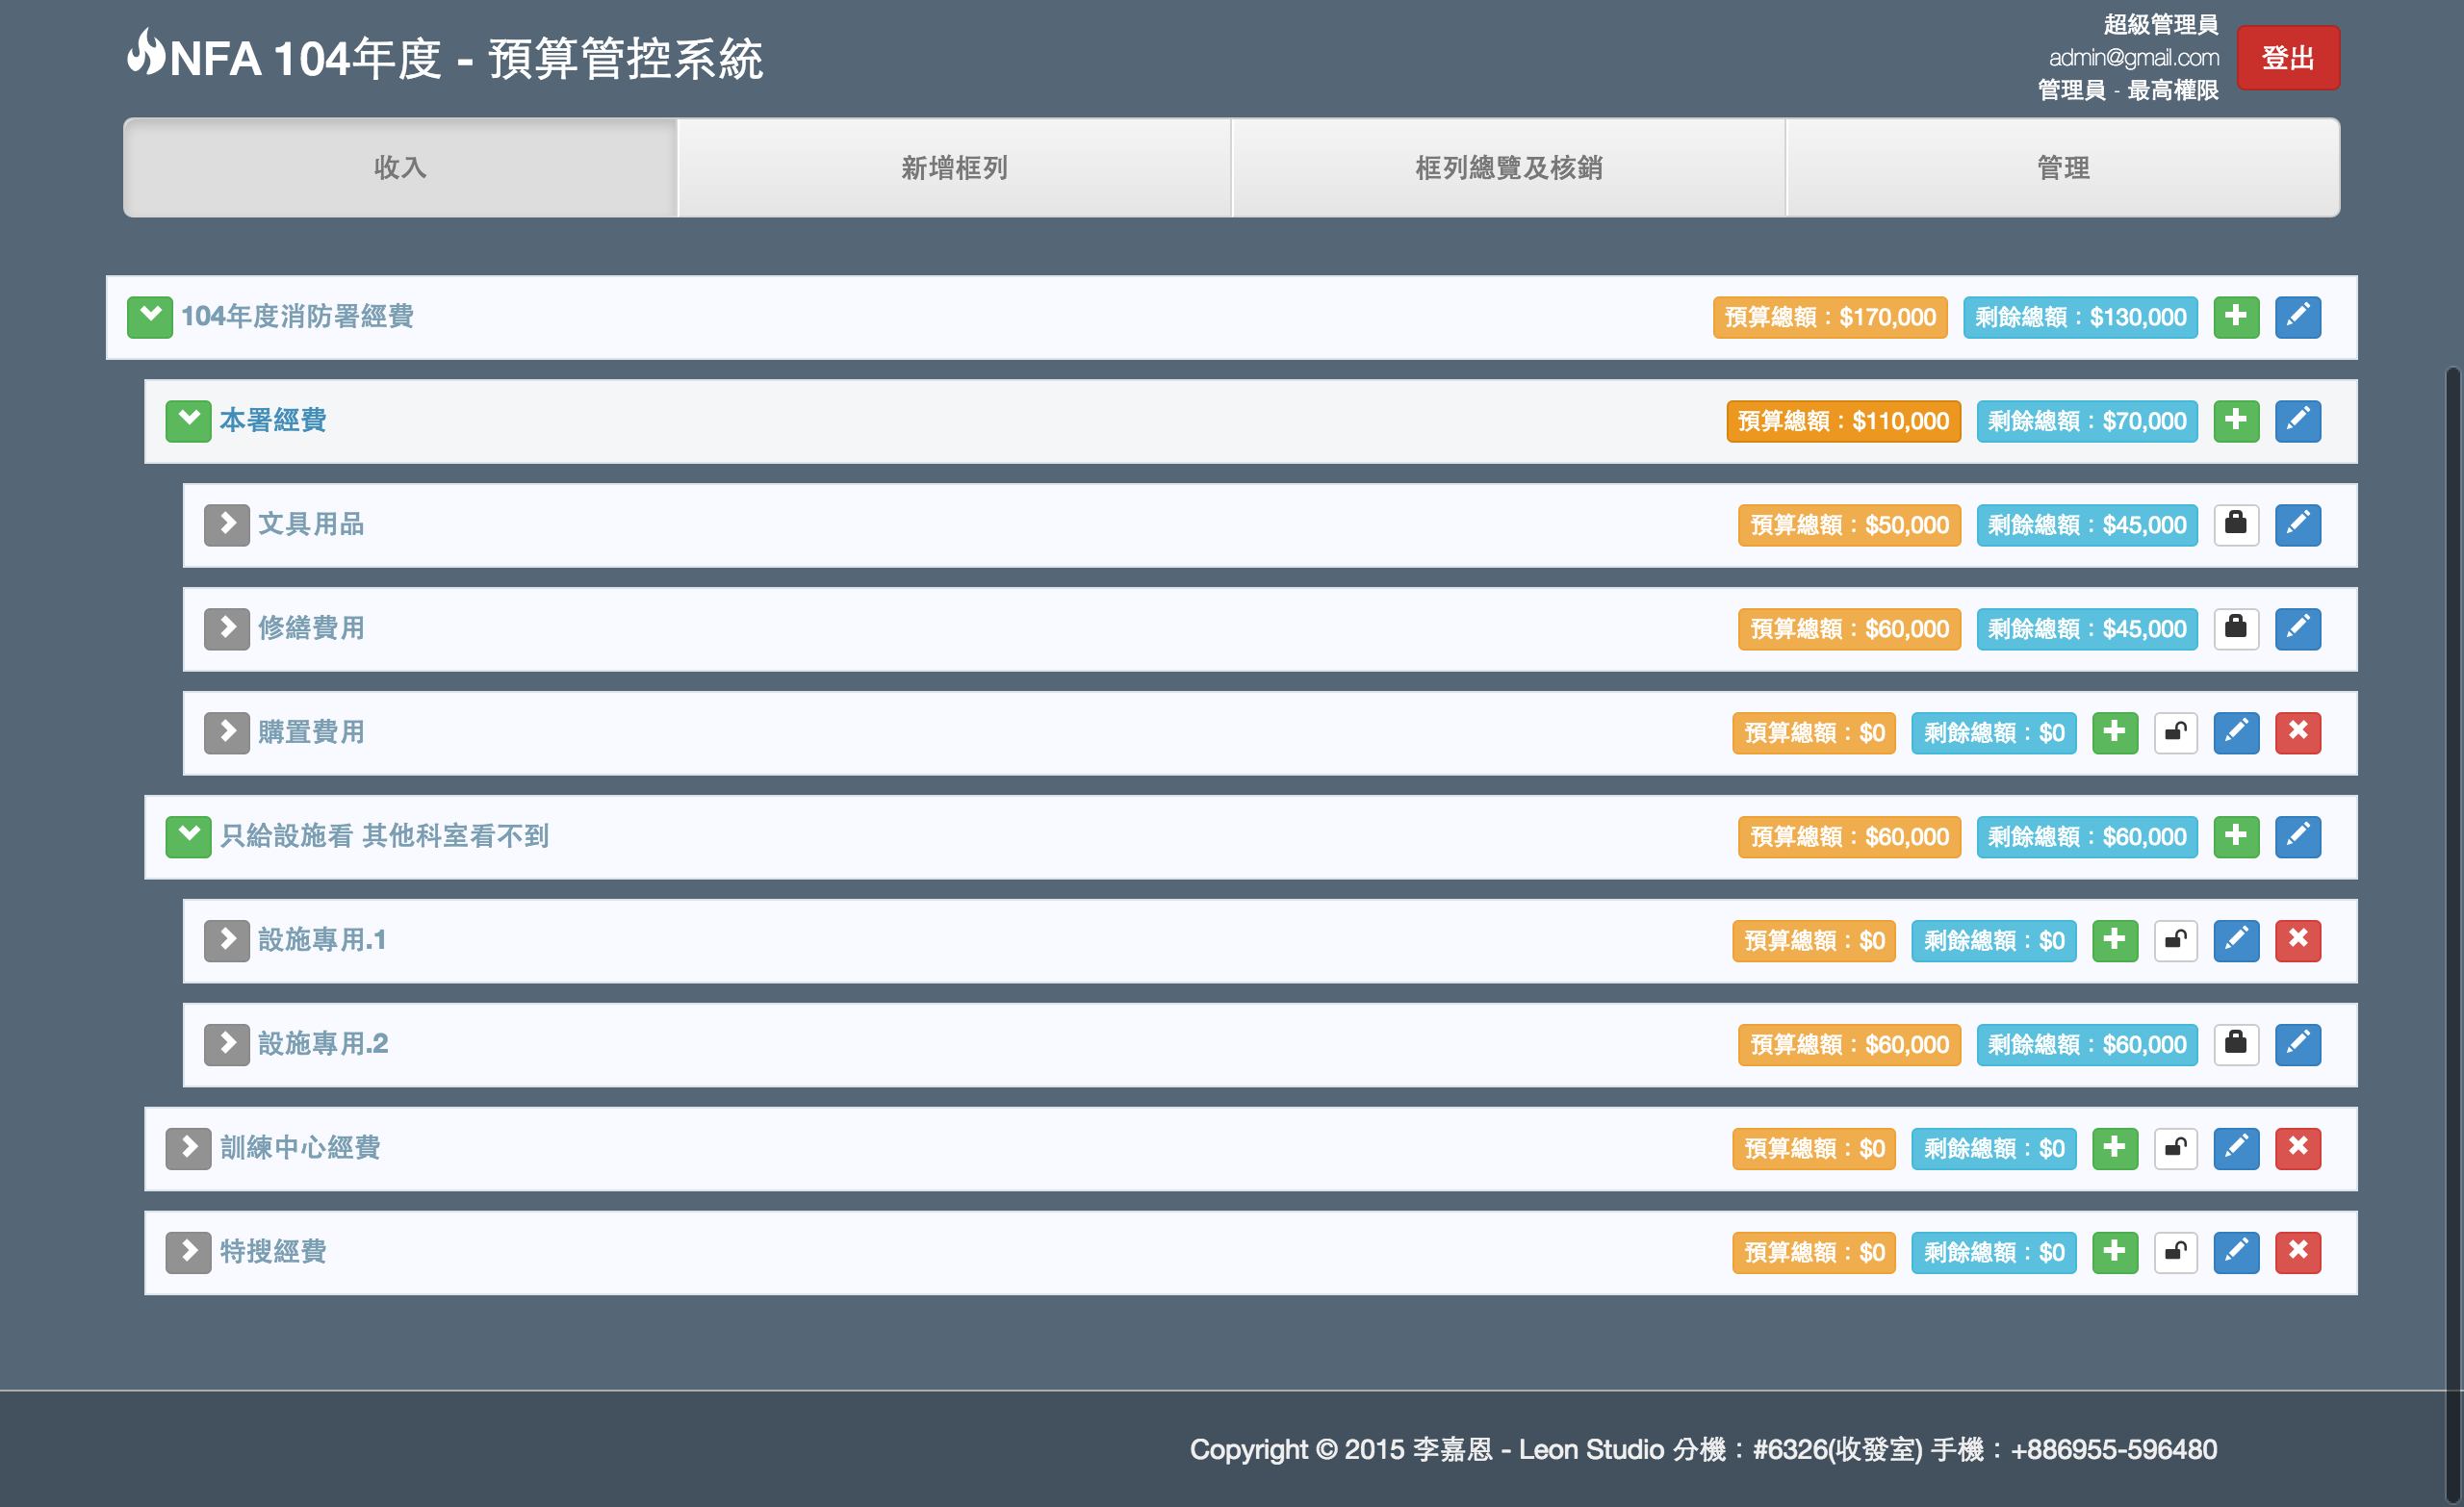 NFA 104年度 - 預算管控系統
超級管理員
admin@gmail.com
管理員 - 最高權限
登出
收入 新增框列 框列總覽及核銷 管理
104年度消防署經費 預算總額：$170,000 剩餘總額：$130,000
本署經費 預算總額：$110,000 剩餘總額：$70,000
文具用品 預算總額：$50,000 剩餘總額：$45,000
修繕費用 預算總額：$60,000 剩餘總額：$45,000
購置費用 預算總額：$0 剩餘總額：$0
只給設施看 其他科室看不到 預算總額：$60,000 剩餘總額：$60,000
設施專用.1 預算總額：$0 剩餘總額：$0
設施專用.2 預算總額：$60,000 剩餘總額：$60,000
訓練中心經費 預算總額：$0 剩餘總額：$0
特搜經費 預算總額：$0 剩餘總額：$0
Copyright © 2015 李嘉恩 - Leon Studio 分機：#6326(收發室) 手機：+886955-596480